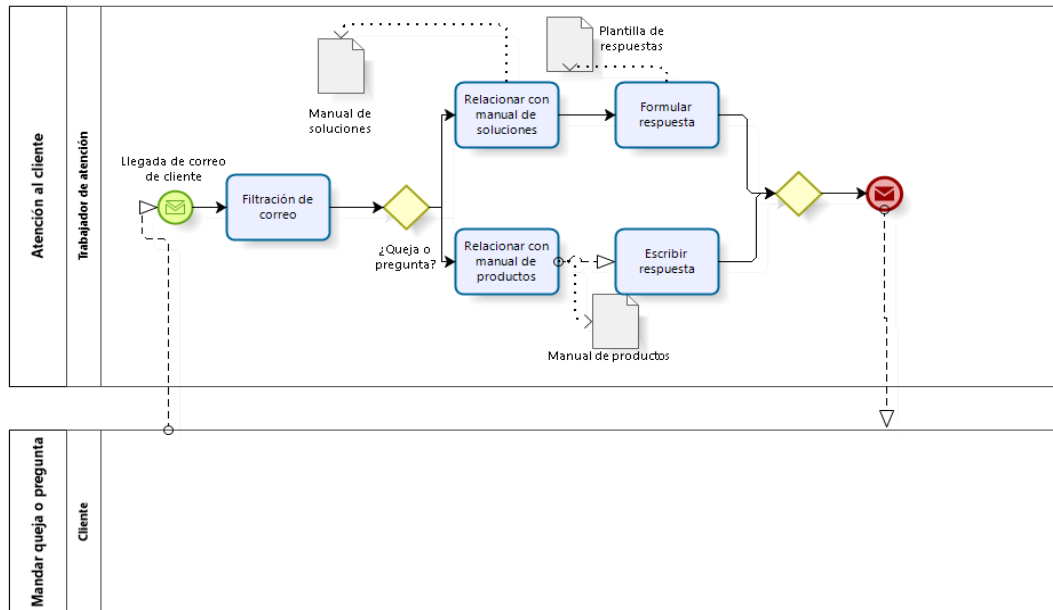 Atención al cliente
Trabajador de atención
Llegada de correo
de cliente
Filtración de
correo
¿Queja o
pregunta?
Manual de
soluciones
Relacionar con
manual de
soluciones
Plantilla de
respuestas
Formular
respuesta
Relacionar con
manual de
productos
Escribir
respuesta
Manual de productos
Mandar queja o pregunta
Cliente